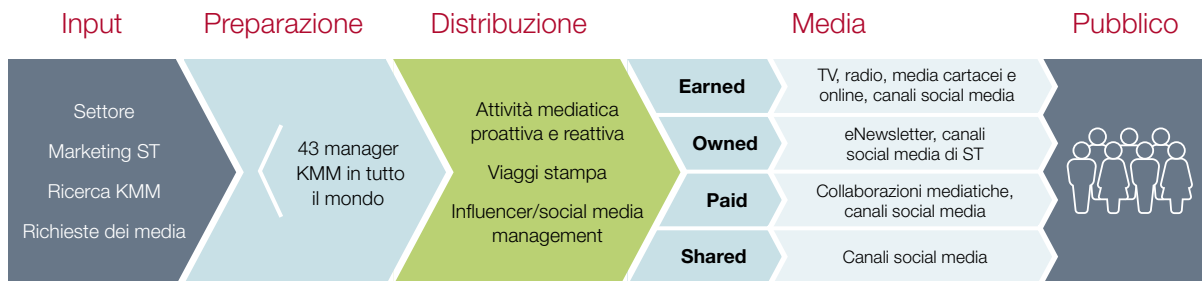 Input
Preparazione
Distribuzione
Media
Pubblico
Settore
Marketing ST
Ricerca KMM
Richieste dei media
43 manager
KMM in tutto
il mondo
Attività mediatica
proattiva e reattiva
Viaggi stampa
Influencer/social media
management
Earned
TV, radio, media cartacei e
online, canali social media
Owned
eNewsletter, canali
social media di ST
Paid
Collaborazioni mediatiche,
canali social media
Shared
Canali social media